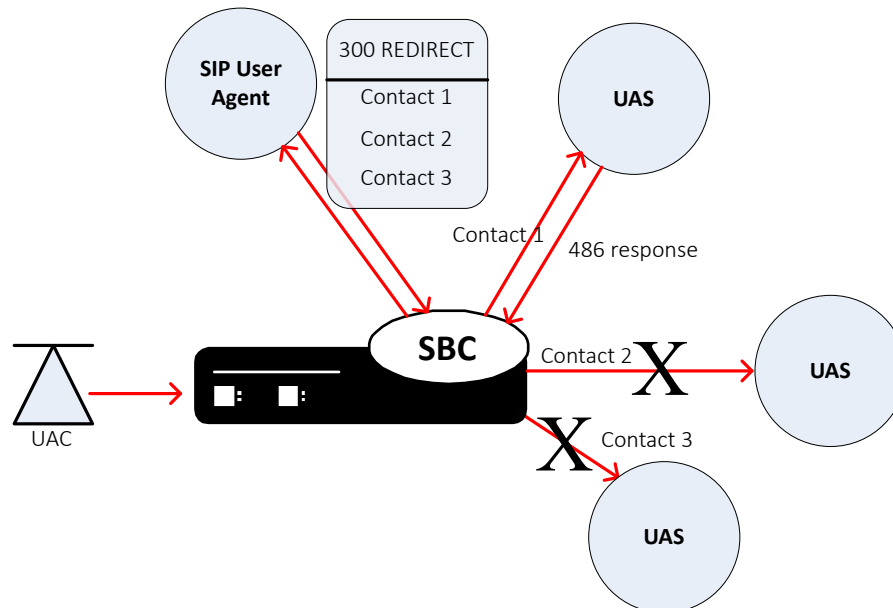 SIP User
Agent
300 REDIRECT
Contact 1
Contact 2
Contact 3
UAS
Contact 1
486 response
SBC
Contact 2
X
UAS
UAC
X
Contact 3
UAS